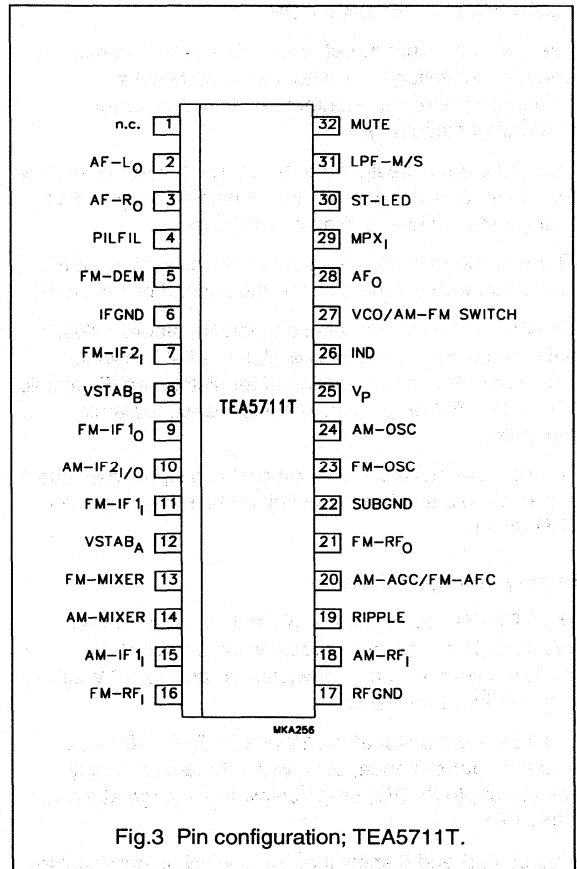 n.c. 1
AF-LO 2
AF-RO 3
PILFIL 4
FM-DEM 5
IFGND 6
FM-IF2I 7
VSTABB 8
FM-IF1O 9
AM-IF2I/O 10
FM-IF1I 11
VSTABA 12
FM-MIXER 13
AM-MIXER 14
AM-IF1I 15
FM-RFI 16
TEA5711T
32 MUTE
31 LPF-M/S
30 ST-LED
29 MPXI
28 AFO
27 VCO/AM-FM SWITCH
26 IND
25 VP
24 AM-OSC
23 FM-OSC
22 SUBGND
21 FM-RFO
20 AM-AGC/FM-AFC
19 RIPPLE
18 AM-RFI
17 RFGND
MKA256
Fig.3 Pin configuration; TEA5711T.